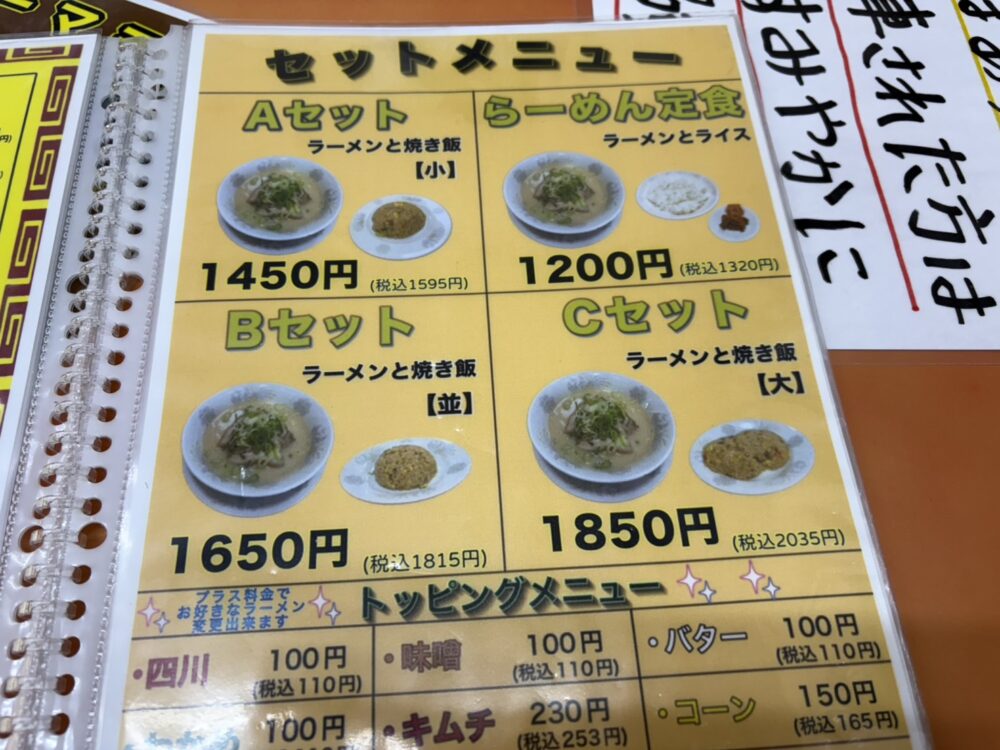 セットメニュー
Aセット
ラーメンと焼き飯
【小】
1450円 (税込1595円)
らーめん定食
ラーメンとライス
1200円 (税込1320円)
Bセット
ラーメンと焼き飯
【並】
1650円 (税込1815円)
Cセット
ラーメンと焼き飯
【大】
1850円 (税込2035円)
プラス料金で
お好きなラーメン
変更出来ます
トッピングメニュー
・四川 100円
(税込110円)
・味噌 100円
(税込110円)
・バター 100円
(税込110円)
100円
・キムチ 230円
(税込253円)
・コーン 150円
(税込165円)
車された方は
すみやかに